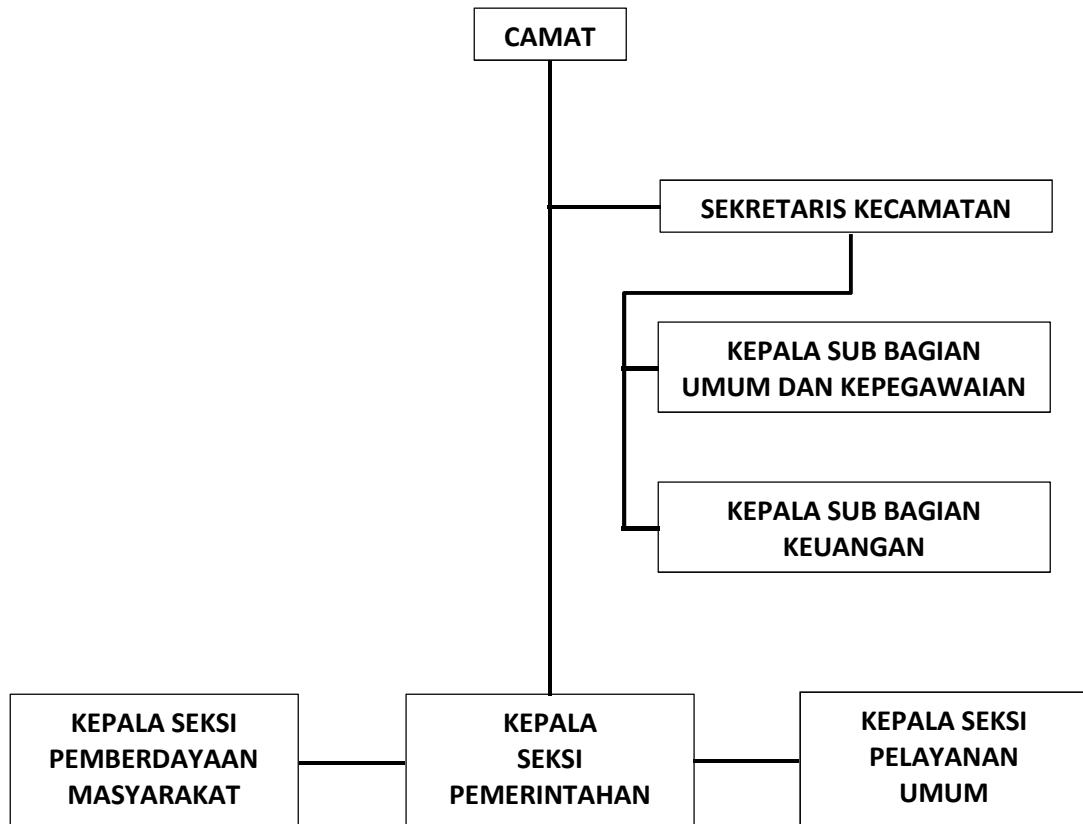 CAMAT
SEKRETARIS KECAMATAN
KEPALA SUB BAGIAN
UMUM DAN KEPEGAWAIAN
KEPALA SUB BAGIAN
KEUANGAN
KEPALA SEKSI
PEMBERDAYAAN
MASYARAKAT
KEPALA
SEKSI
PEMERINTAHAN
KEPALA SEKSI
PELAYANAN
UMUM